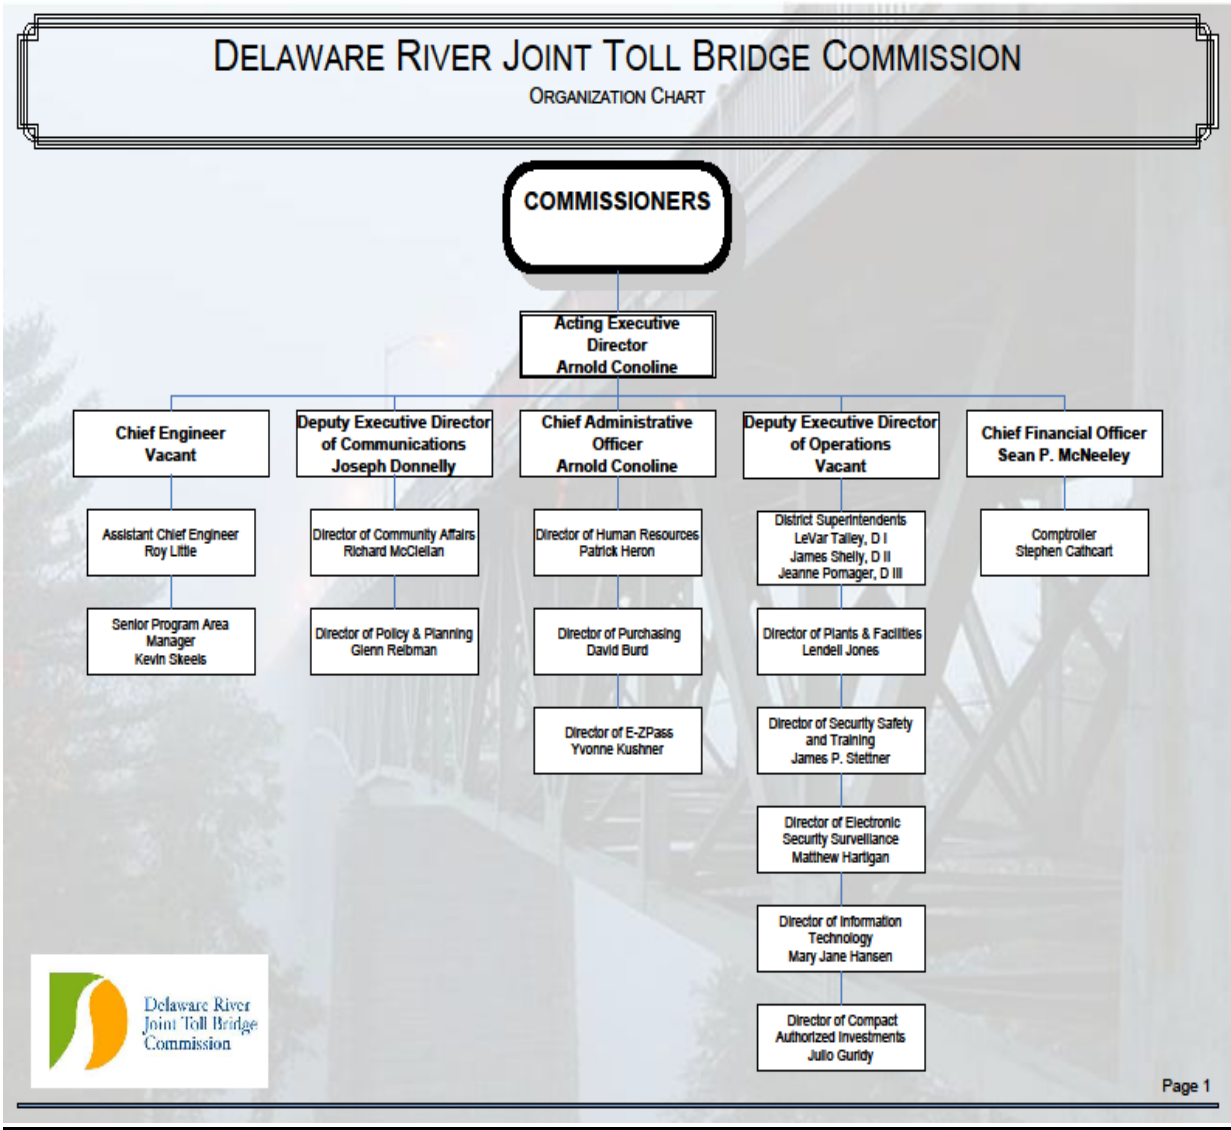 DELAWARE RIVER JOINT TOLL BRIDGE COMMISSION
ORGANIZATION CHART
COMMISSIONERS
Acting Executive
Director
Arnold Conoline
Chief Engineer
Vacant
Deputy Executive Director
of Communications
Joseph Donnelly
Chief Administrative
Officer
Arnold Conoline
Deputy Executive Director
of Operations
Vacant
Chief Financial Officer
Sean P. McNeeley
Assistant Chief Engineer
Roy Little
Director of Community Affairs
Richard McClellan
Director of Human Resources
Patrick Heron
District Superintendents
LeVar Talley, D I
James Shelly, D II
Jeanne Pomager, D III
Comptroller
Stephen Cathcart
Senior Program Area
Manager
Kevin Skeels
Director of Policy & Planning
Glenn Reibman
Director of Purchasing
David Burd
Director of Plants & Facilities
Lendell Jones
Director of E-ZPass
Yvonne Kushner
Director of Security Safety
and Training
James P. Stettner
Director of Electronic
Security Surveillance
Matthew Hartigan
Director of Information
Technology
Mary Jane Hansen
Director of Compact
Authorized Investments
Julio Guridy
Delaware River
Joint Toll Bridge
Commission
Page 1